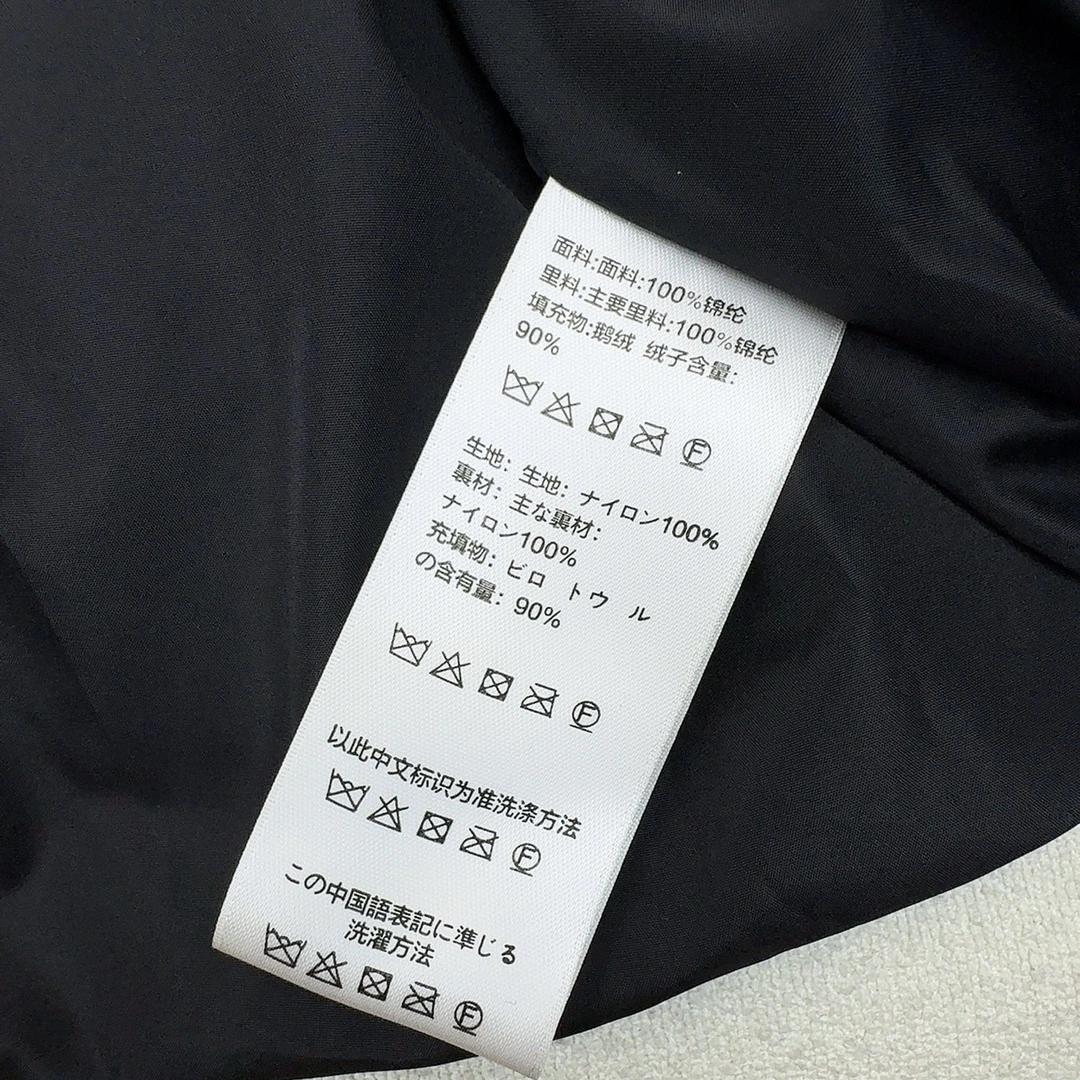 面料:面料:100%锦纶
里料:主要里料:100%锦纶
填充物:鹅绒 绒子含量:
90%
F
生地: 生地: ナイロン100%
裏材: 主な裏材:
ナイロン100%
充填物: ビロ トウ ル
の含有量: 90%
F
以此中文标识为准洗涤方法
F
この中国語表記に準じる
洗濯方法
F